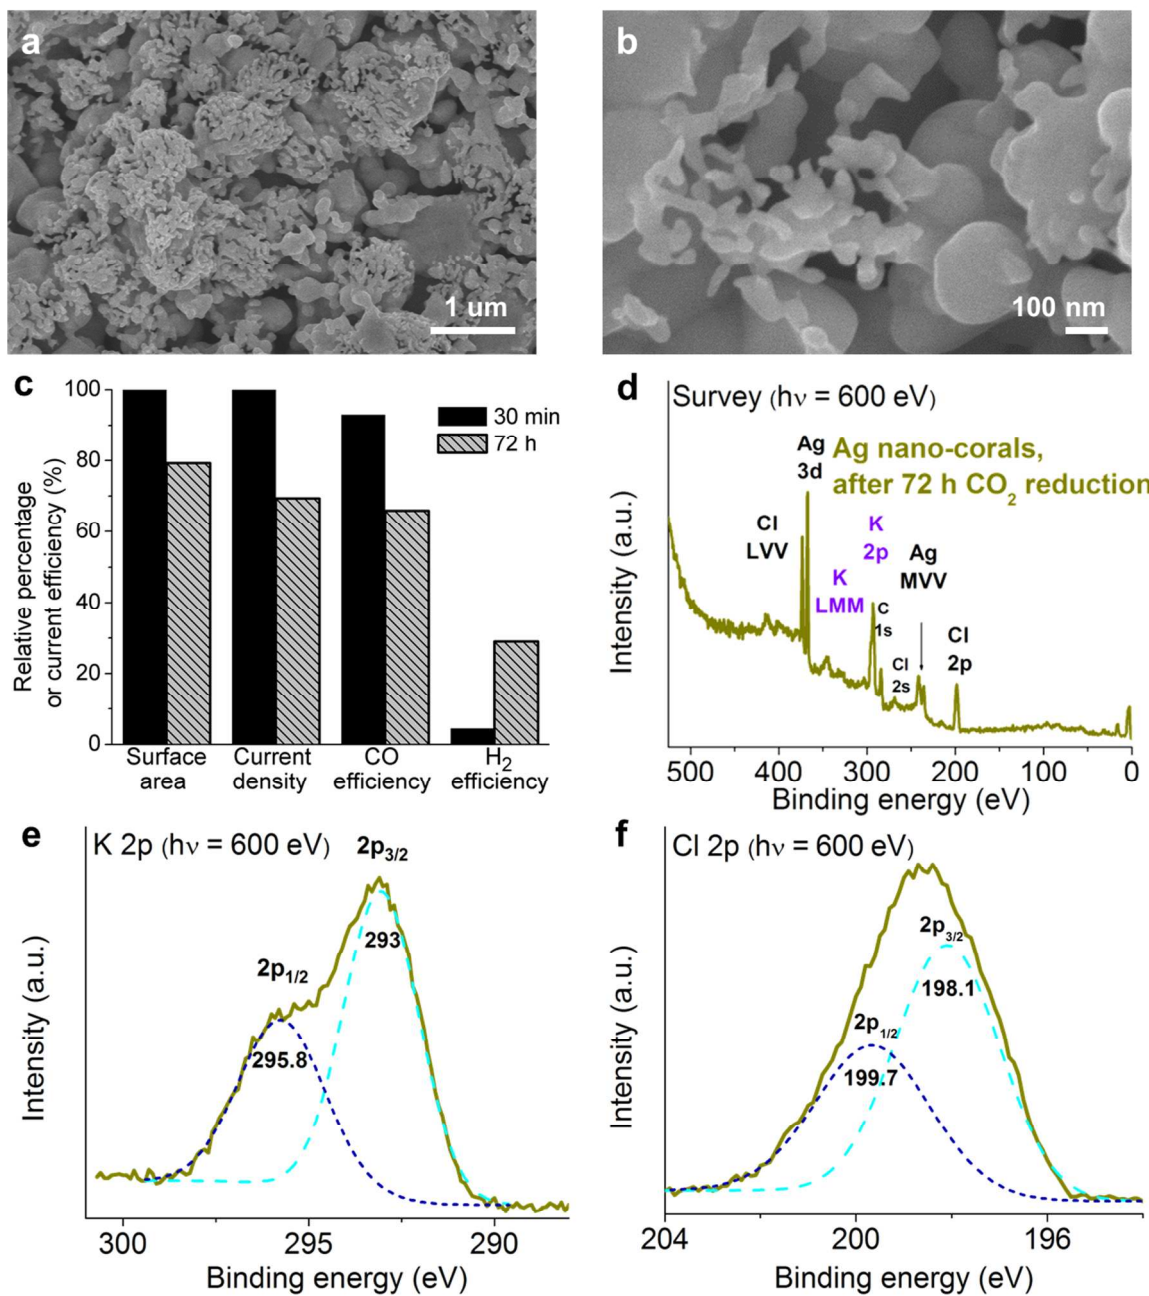 a
1 um
b
100 nm
c
Relative percentage
or current efficiency (%)
100
80
60
40
20
0
30 min
72 h
Surface
area
Current
density
CO
efficiency
H2
efficiency
d
Survey (hν = 600 eV)
Ag nano-corals,
after 72 h CO2 reduction
Intensity (a.u.)
Ag
3d
Cl
LVV
K
2p
K
LMM
Ag
MVV
C
1s
Cl
2s
Cl
2p
500
400
300
200
100
0
Binding energy (eV)
e
K 2p (hν = 600 eV)
2p3/2
293
2p1/2
295.8
Intensity (a.u.)
300
295
290
Binding energy (eV)
f
Cl 2p (hν = 600 eV)
2p3/2
198.1
2p1/2
199.7
Intensity (a.u.)
204
200
196
Binding energy (eV)